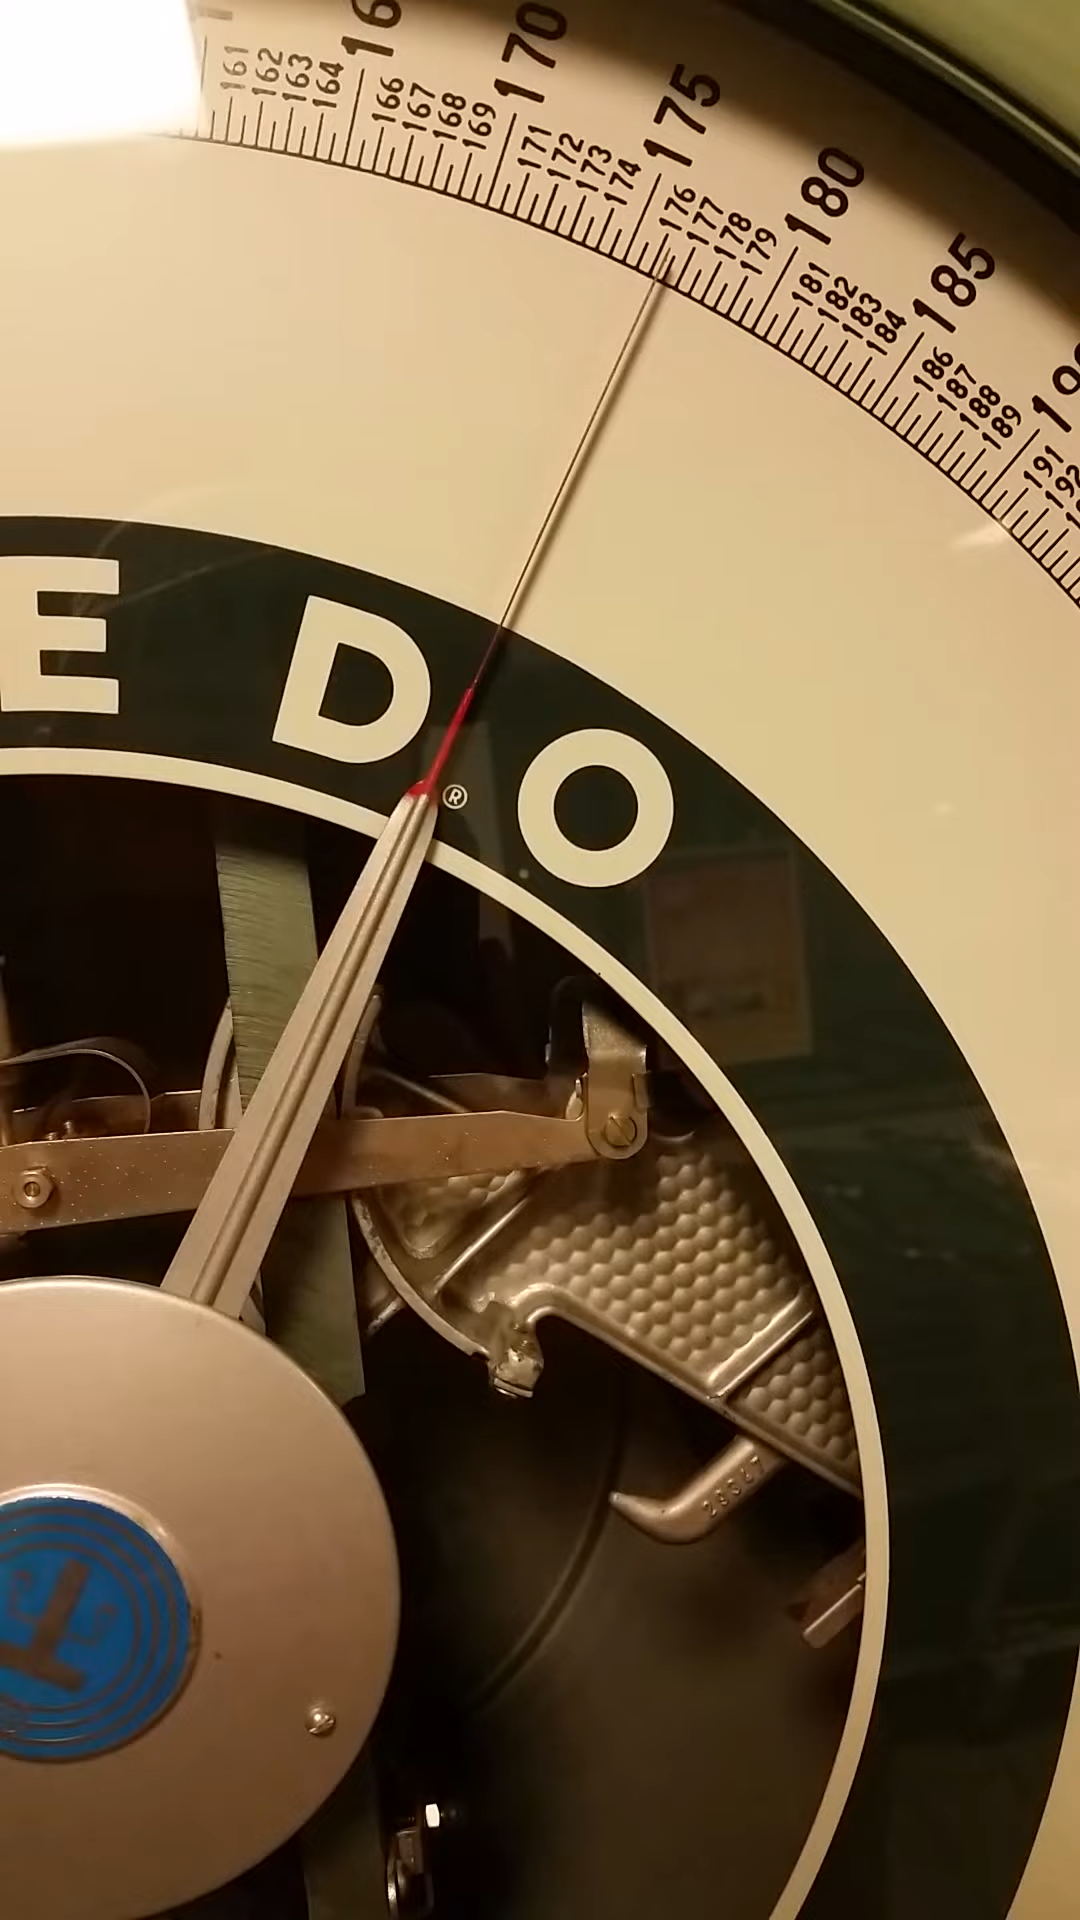 161 162 163 164
166 167 168 169
170
171 172 173 174
175
176 177 178 179
180
181 182 183 184
185
186 187 188 189
191 192
E D O
®
T